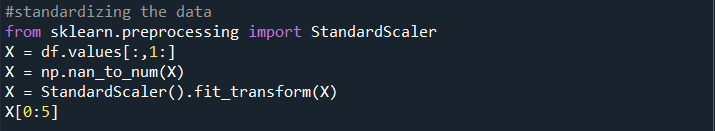 #standardizing the data
from sklearn.preprocessing import StandardScaler
X = df.values[:,1:]
X = np.nan_to_num(X)
X = StandardScaler().fit_transform(X)
X[0:5]